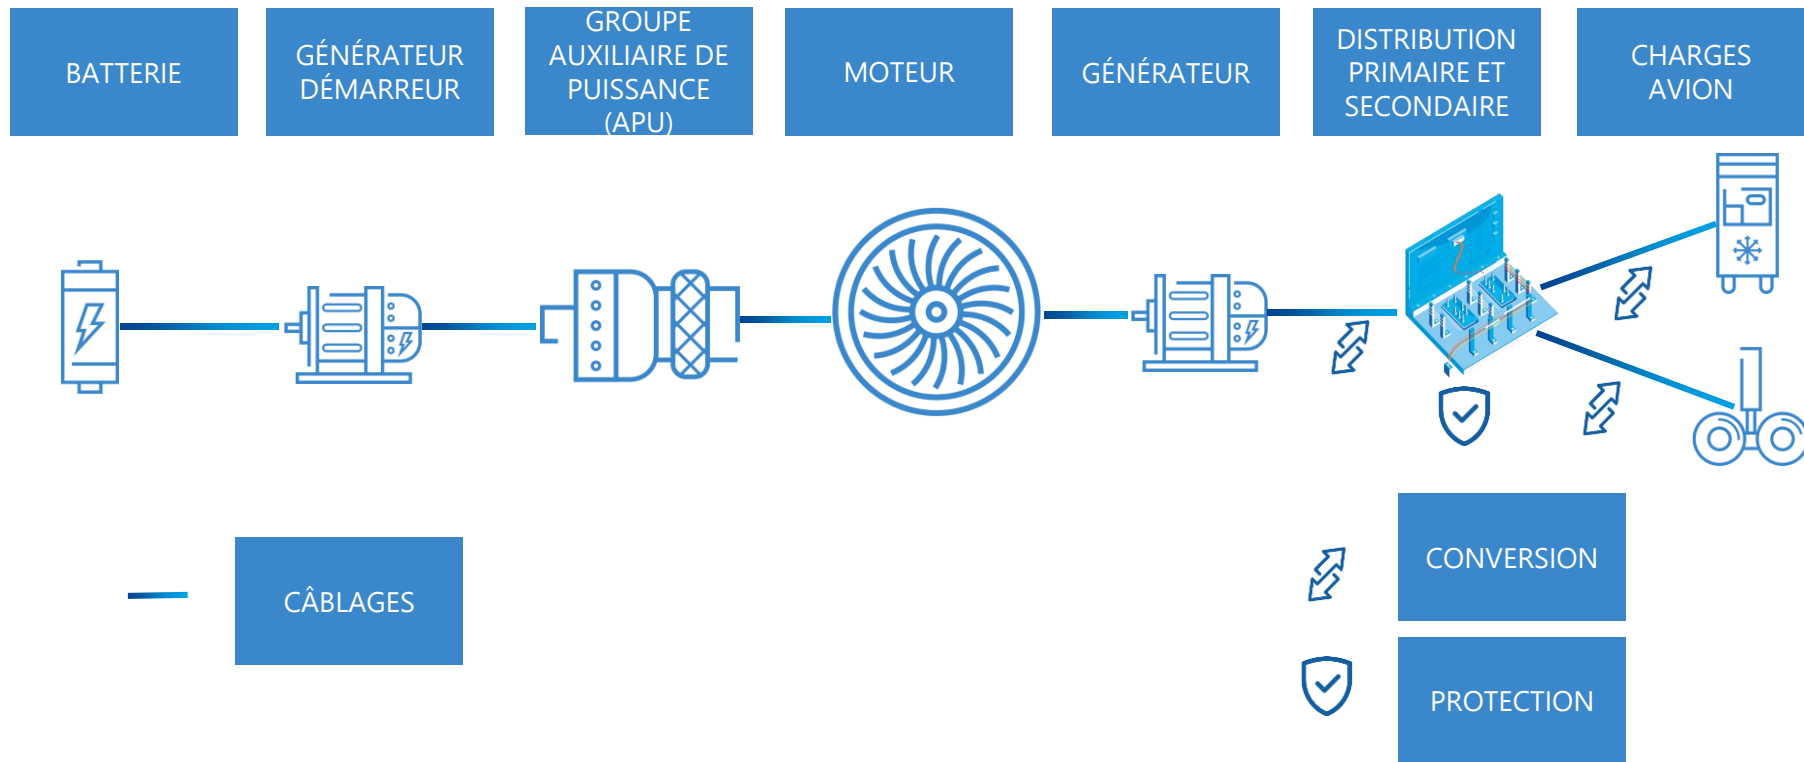 BATTERIE
GÉNÉRATEUR
DÉMARREUR
GROUPE
AUXILIAIRE DE
PUISSANCE
(APU)
MOTEUR
GÉNÉRATEUR
DISTRIBUTION
PRIMAIRE ET
SECONDAIRE
CHARGES
AVION
CÂBLAGES
CONVERSION
PROTECTION